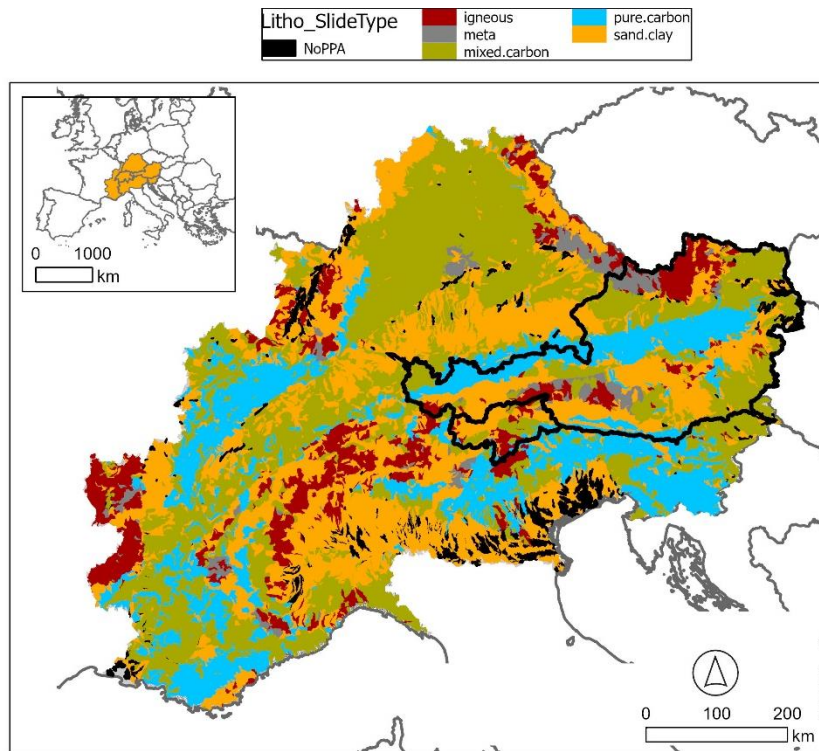 Litho_SlideType
NoPPA
igneous
meta
mixed.carbon
pure.carbon
sand.clay
0 1000
km
0 100 200
km